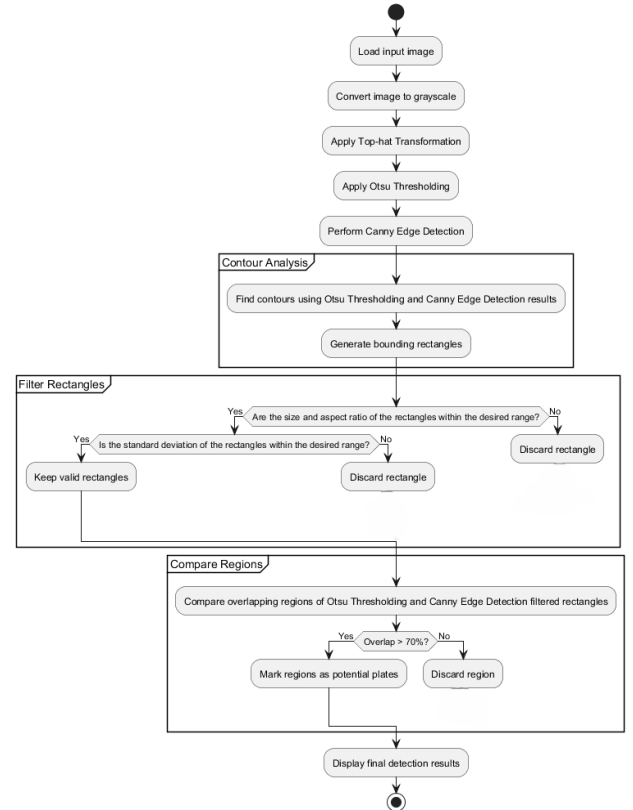 Load input image
Convert image to grayscale
Apply Top-hat Transformation
Apply Otsu Thresholding
Perform Canny Edge Detection
Contour Analysis
Find contours using Otsu Thresholding and Canny Edge Detection results
Generate bounding rectangles
Filter Rectangles
Yes
Are the size and aspect ratio of the rectangles within the desired range?
No
Yes
Is the standard deviation of the rectangles within the desired range?
No
Discard rectangle
Keep valid rectangles
Discard rectangle
Compare Regions
Compare overlapping regions of Otsu Thresholding and Canny Edge Detection filtered rectangles
Yes
Overlap > 70%?
No
Mark regions as potential plates
Discard region
Display final detection results